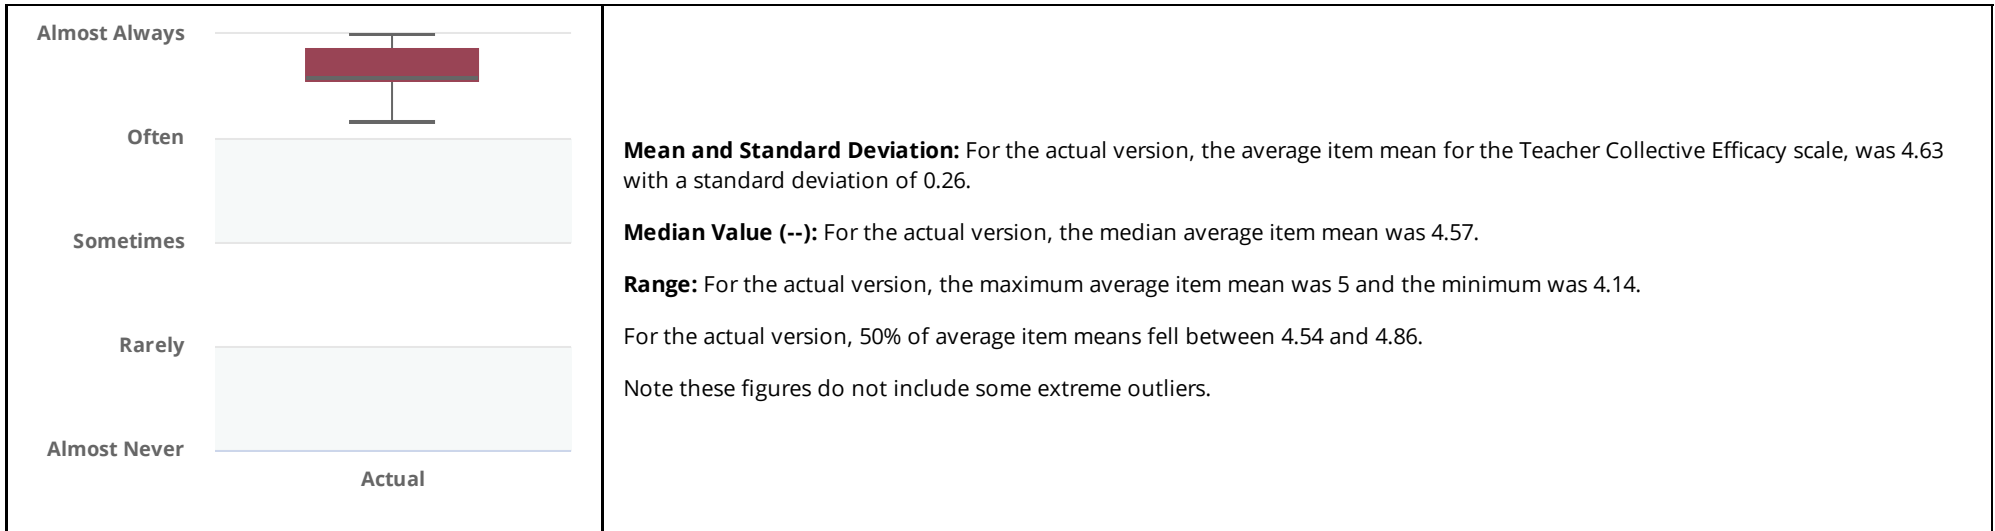 Almost Always
Often
Sometimes
Rarely
Almost Never
Actual
Mean and Standard Deviation: For the actual version, the average item mean for the Teacher Collective Efficacy scale, was 4.63
with a standard deviation of 0.26.
Median Value (--): For the actual version, the median average item mean was 4.57.
Range: For the actual version, the maximum average item mean was 5 and the minimum was 4.14.
For the actual version, 50% of average item means fell between 4.54 and 4.86.
Note these figures do not include some extreme outliers.